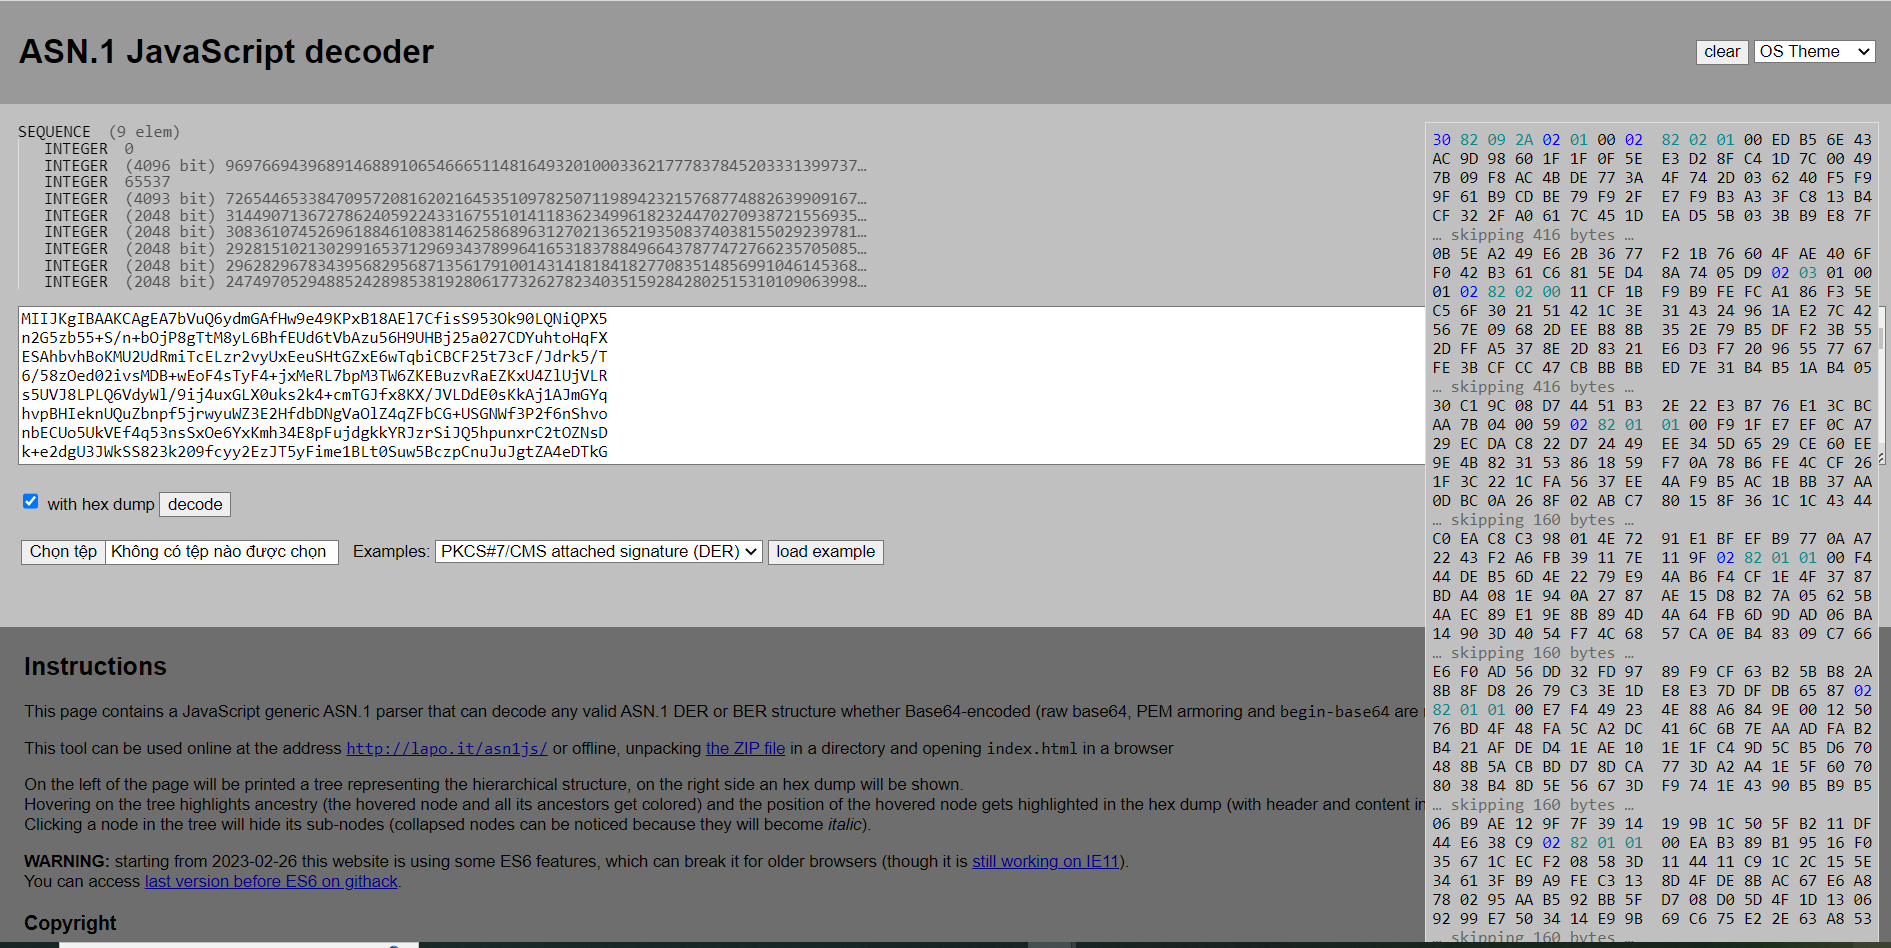 ASN.1 JavaScript decoder
clear OS Theme
SEQUENCE (9 elem)
INTEGER 0
INTEGER (4096 bit) 969766943968914688910654666511481649320100033621777837845203331399737…
INTEGER 65537
INTEGER (4093 bit) 726544653384709572081620216453510978250711989423215768774882639909167…
INTEGER (2048 bit) 314490713672786240592243316755101411836234996182324470270938721556935…
INTEGER (2048 bit) 308361074526961884610838146258689631270213652193508374038155029239781…
INTEGER (2048 bit) 292815102130299165371296934378996416531837884966437877472766235705085…
INTEGER (2048 bit) 296282967834395682956871356179100143141818418277083514856991046145368…
INTEGER (2048 bit) 247497052948852428985381928061773262782340351592842802515310109063998…
MIIJKgIBAAKCAgEA7bVuQ6ydmGAfHw9e49KPxB18AEl7CfisS953Ok90LQNiQPX5
n2G5zb55+S/n+bOjP8gTtM8yL6BhfEUd6tVbAzu56H9UHBj25a027CDYuhtoHqFX
ESAhbvhBoKMU2UdRmiTcELzr2vyUxEeuSHtGZxE6wTqbiCBCF25t73cF/Jdrk5/T
6/58zOed02ivsMDB+wEoF4sTyF4+jxMeRL7bpM3TW6ZKEBuzvRaEZKxU4ZlUjVLR
s5UVJ8LPLQ6VdyWl/9ij4uxGLX0uks2k4+cmTGJfx8KX/JVLDdE0sKkAj1AJmGYq
hvpBHIeknUQuZbnpf5jrwyuWZ3E2HfdbDNgVaOlZ4qZFbCG+USGNWf3P2f6nShvo
nbECUo5UkVEf4q53nsSxOe6YxKmh34E8pFujdgkkYRJzrSiJQ5hpunxrC2tOZNsD
k+e2dgU3JWkSS823k209fcyy2EzJT5yFime1BLt0Suw5BczpCnuJuJgtZA4eDTkG
with hex dump decode
Chọn tệp Không có tệp nào được chọn Examples: PKCS#7/CMS attached signature (DER) load example
Instructions
This page contains a JavaScript generic ASN.1 parser that can decode any valid ASN.1 DER or BER structure whether Base64-encoded (raw base64, PEM armoring and begin-base64 are
This tool can be used online at the address http://lapo.it/asn1js/ or offline, unpacking the ZIP file in a directory and opening index.html in a browser
On the left of the page will be printed a tree representing the hierarchical structure, on the right side an hex dump will be shown.
Hovering on the tree highlights ancestry (the hovered node and all its ancestors get colored) and the position of the hovered node gets highlighted in the hex dump (with header and content in
Clicking a node in the tree will hide its sub-nodes (collapsed nodes can be noticed because they will become italic).
WARNING: starting from 2023-02-26 this website is using some ES6 features, which can break it for older browsers (though it is still working on IE11).
You can access last version before ES6 on githack.
Copyright
30 82 09 2A 02 01 00 02 82 02 01 00 ED B5 6E 43
AC 9D 98 60 1F 1F 0F 5E E3 D2 8F C4 1D 7C 00 49
7B 09 F8 AC 4B DE 77 3A 4F 74 2D 03 62 40 F5 F9
9F 61 B9 CD BE 79 F9 2F E7 F9 B3 A3 3F C8 13 B4
CF 32 2F A0 61 7C 45 1D EA D5 5B 03 3B B9 E8 7F
… skipping 416 bytes …
0B 5E A2 49 E6 2B 36 77 F2 1B 76 60 4F AE 40 6F
F0 42 B3 61 C6 81 5E D4 8A 74 05 D9 02 03 01 00
01 02 82 02 00 11 CF 1B F9 B9 FE FC A1 86 F3 5E
C5 6F 30 21 51 42 1C 3E 31 43 24 96 1A E2 7C 42
56 7E 09 68 2D EE B8 8B 35 2E 79 B5 DF F2 3B 55
2D FF A5 37 8E 2D 83 21 E6 D3 F7 20 96 55 77 67
FE 3B CF CC 47 CB BB BB ED 7E 31 B4 B5 1A B4 05
… skipping 416 bytes …
30 C1 9C 08 D7 44 51 B3 2E 22 E3 B7 76 E1 3C BC
AA 7B 04 00 59 02 82 01 01 00 F9 1F E7 EF 0C A7
29 EC DA C8 22 D7 24 49 EE 34 5D 65 29 CE 60 EE
9E 4B 82 31 53 86 18 59 F7 0A 78 B6 FE 4C CF 26
1F 3C 22 1C FA 56 37 EE 4A F9 B5 AC 1B BB 37 AA
0D BC 0A 26 8F 02 AB C7 80 15 8F 36 1C 1C 43 44
… skipping 160 bytes …
C0 EA C8 C3 98 01 4E 72 91 E1 BF EF B9 77 0A A7
22 43 F2 A6 FB 39 11 7E 11 9F 02 82 01 01 00 F4
44 DE B5 6D 4E 22 79 E9 4A B6 F4 CF 1E 4F 37 87
BD A4 08 1E 94 0A 27 87 AE 15 D8 B2 7A 05 62 5B
4A EC 89 E1 9E 8B 89 4D 4A 64 FB 6D 9D AD 06 BA
14 90 3D 40 54 F7 4C 68 57 CA 0E B4 83 09 C7 66
… skipping 160 bytes …
E6 F0 AD 56 DD 32 FD 97 89 F9 CF 63 B2 5B B8 2A
8B 8F D8 26 79 C3 3E 1D E8 E3 7D DF DB 65 87 02
82 01 01 00 E7 F4 49 23 4E 88 A6 84 9E 00 12 50
76 BD 4F 48 FA 5C A2 DC 41 6C 6B 7E AA AD FA B2
B4 21 AF DE D4 1E AE 10 1E 1F C4 9D 5C B5 D6 70
48 8B 5A CB BD D7 8D CA 77 3D A2 A4 1E 5F 60 70
80 38 B4 8D 5E 56 67 3D F9 74 1E 43 90 B5 B9 B5
… skipping 160 bytes …
06 B9 AE 12 9F 7F 39 14 19 9B 1C 50 5F B2 11 DF
44 E6 38 C9 02 82 01 01 00 EA B3 89 B1 95 16 F0
35 67 1C EC F2 08 58 3D 11 44 11 C9 1C 2C 15 5E
34 61 3F B9 A9 FE C3 13 8D 4F DE 8B AC 67 E6 A8
78 02 95 AA B5 92 BB 5F D7 08 D0 5D 4F 1D 13 06
92 99 E7 50 34 14 E9 9B 69 C6 75 E2 2E 63 A8 53
… skipping 160 bytes …